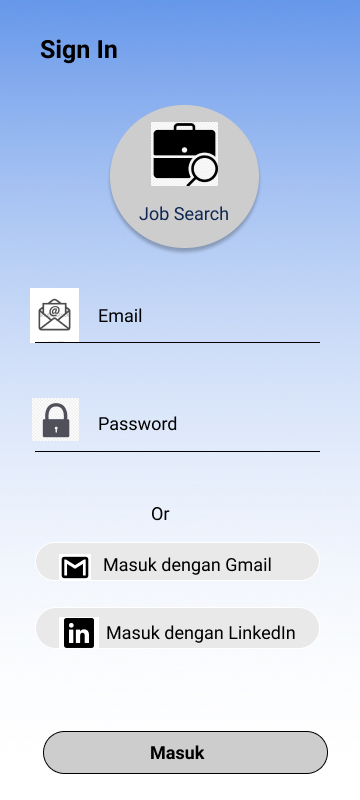 Sign In
Job Search
Email
Password
Or
Masuk dengan Gmail
in
Masuk dengan LinkedIn
Masuk